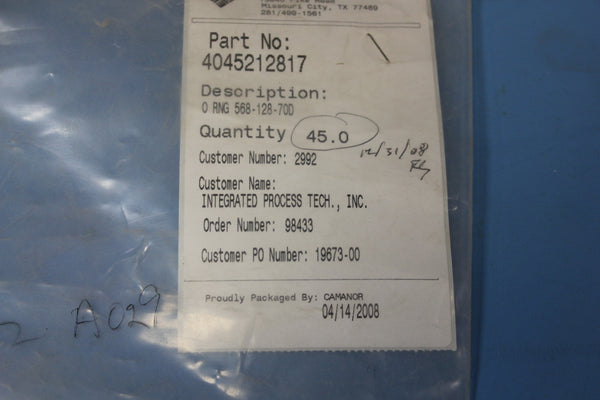 Missouri City, TX 77489
281/499-1561
Part No:
4045212817
Description:
O RNG 568-128-70D
Quantity 45.0
12/31/08
Customer Number: 2992
Customer Name:
INTEGRATED PROCESS TECH., INC.
Order Number: 98433
Customer PO Number: 19673-00
Proudly Packaged By: CAMANOR
04/14/2008
A029